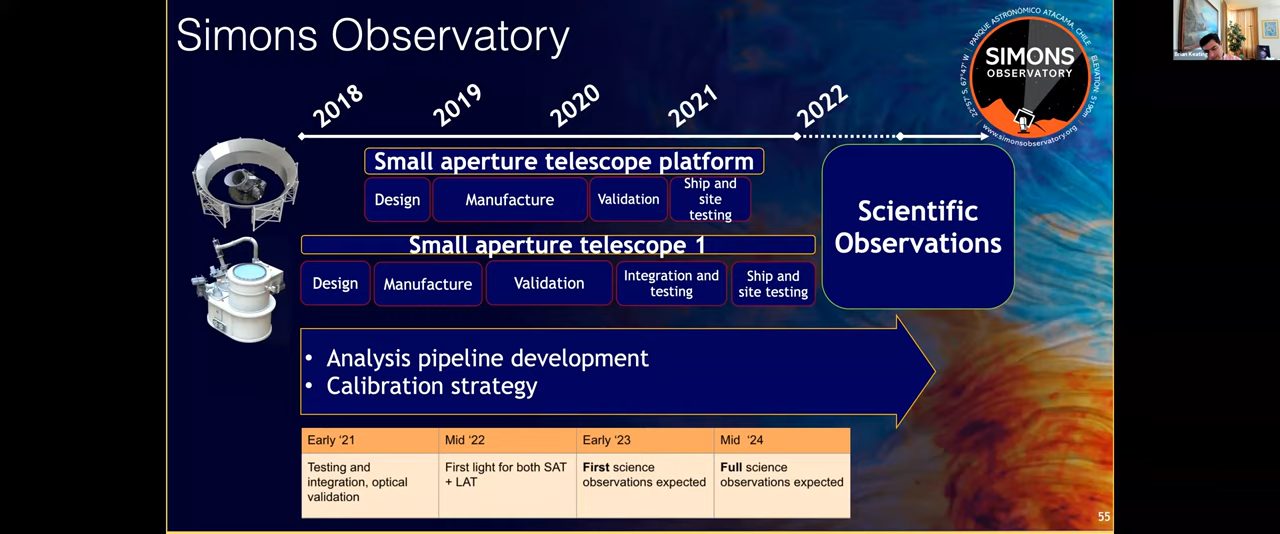 Simons Observatory
2018
2019
2020
2021
2022
PARQUE ASTRONÓMICO ATACAMA, CHILE
ELEVATION: 5190m
22°57' S, 67°47' W
SIMONS
OBSERVATORY
www.simonsobservatory.org
Brian Keating
Small aperture telescope platform
Design
Manufacture
Validation
Ship and
site
testing
Scientific
Observations
Small aperture telescope 1
Design
Manufacture
Validation
Integration and
testing
Ship and
site testing
• Analysis pipeline development
• Calibration strategy
Early ‘21
Mid ‘22
Early ‘23
Mid ‘24
Testing and
integration, optical
validation
First light for both SAT
+ LAT
First science
observations expected
Full science
observations expected
55